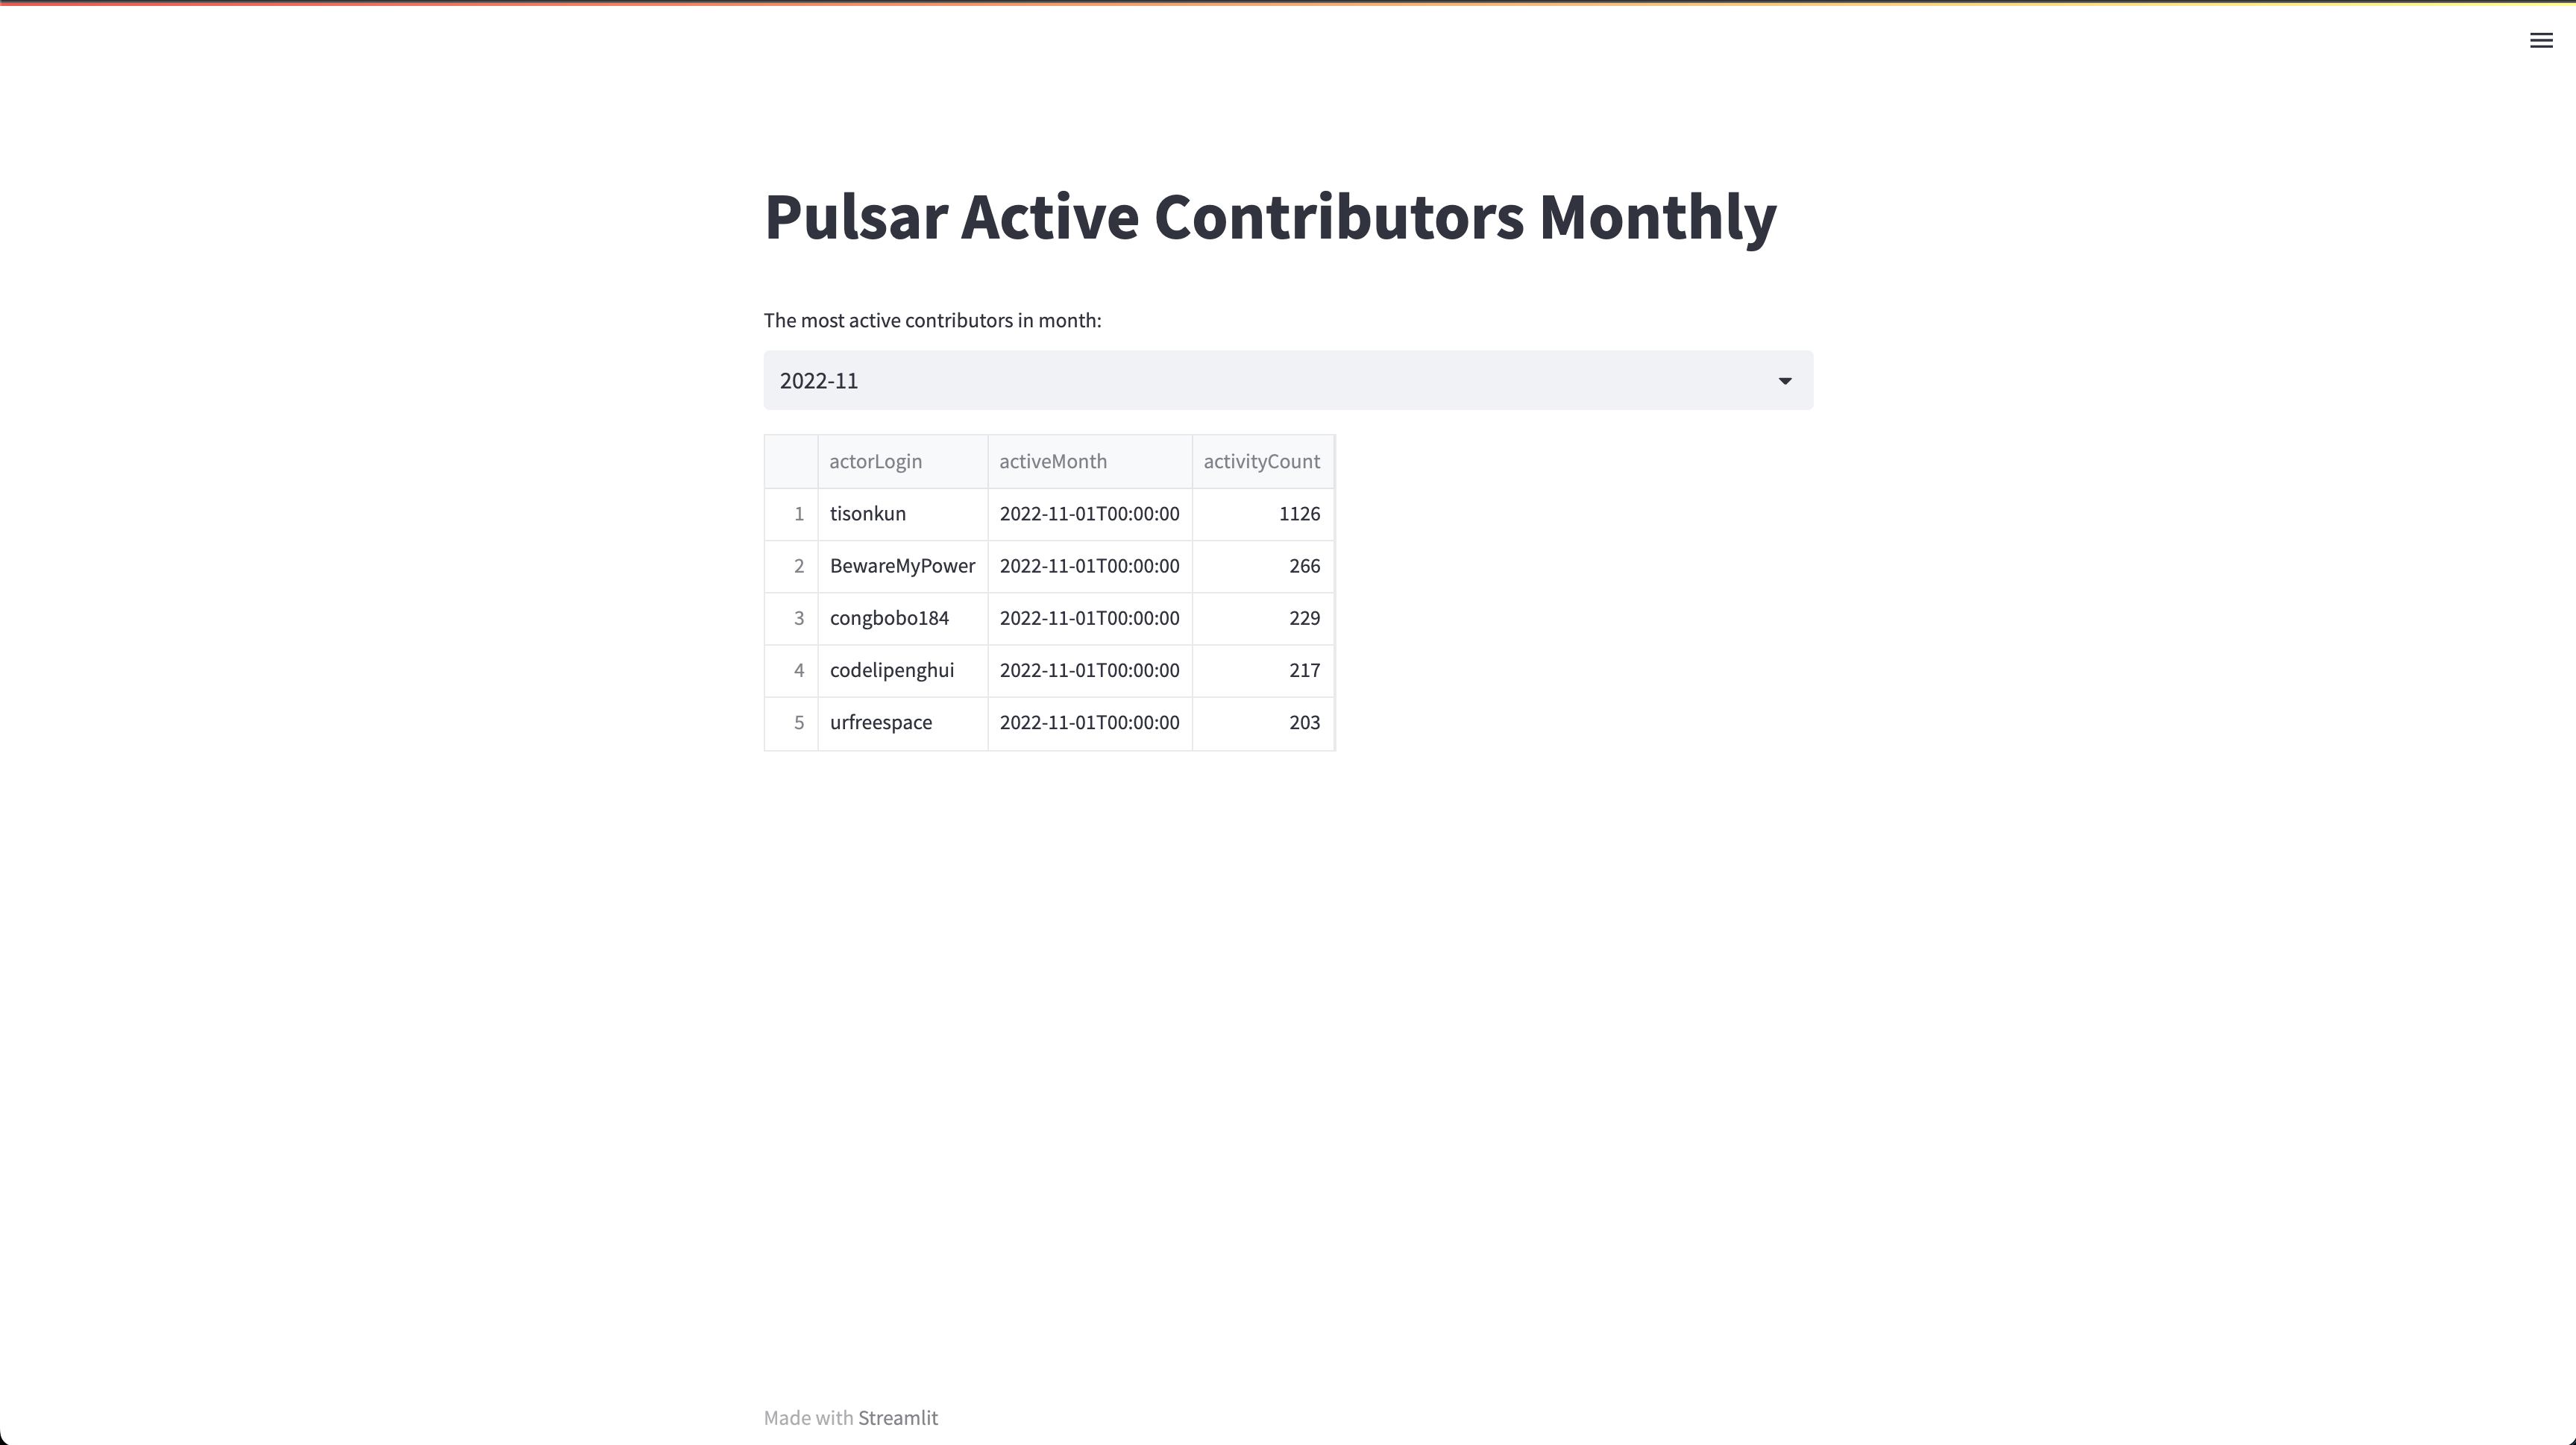 Pulsar Active Contributors Monthly
The most active contributors in month:
2022-11
actorLogin activeMonth activityCount
1 tisonkun 2022-11-01T00:00:00 1126
2 BewareMyPower 2022-11-01T00:00:00 266
3 congbobo184 2022-11-01T00:00:00 229
4 codelipenghui 2022-11-01T00:00:00 217
5 urfreespace 2022-11-01T00:00:00 203
Made with Streamlit